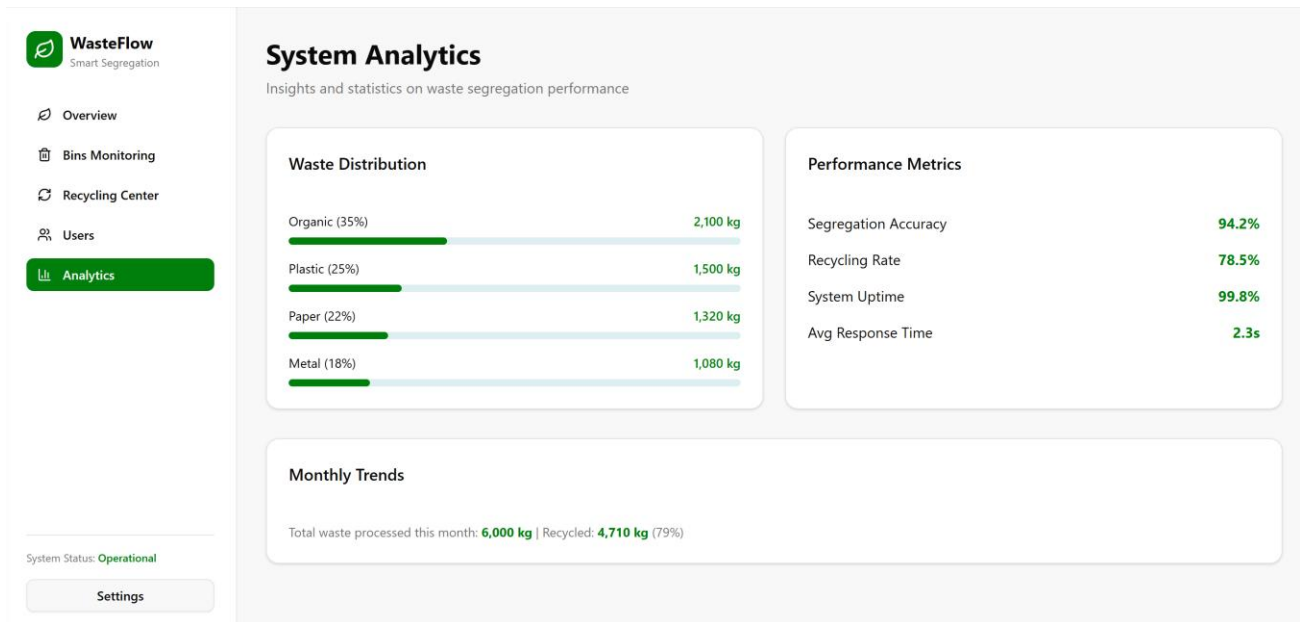 WasteFlow
Smart Segregation
Overview
Bins Monitoring
Recycling Center
Users
Analytics
System Status: Operational
Settings
System Analytics
Insights and statistics on waste segregation performance
Waste Distribution
Organic (35%) 2,100 kg
Plastic (25%) 1,500 kg
Paper (22%) 1,320 kg
Metal (18%) 1,080 kg
Performance Metrics
Segregation Accuracy 94.2%
Recycling Rate 78.5%
System Uptime 99.8%
Avg Response Time 2.3s
Monthly Trends
Total waste processed this month: 6,000 kg | Recycled: 4,710 kg (79%)